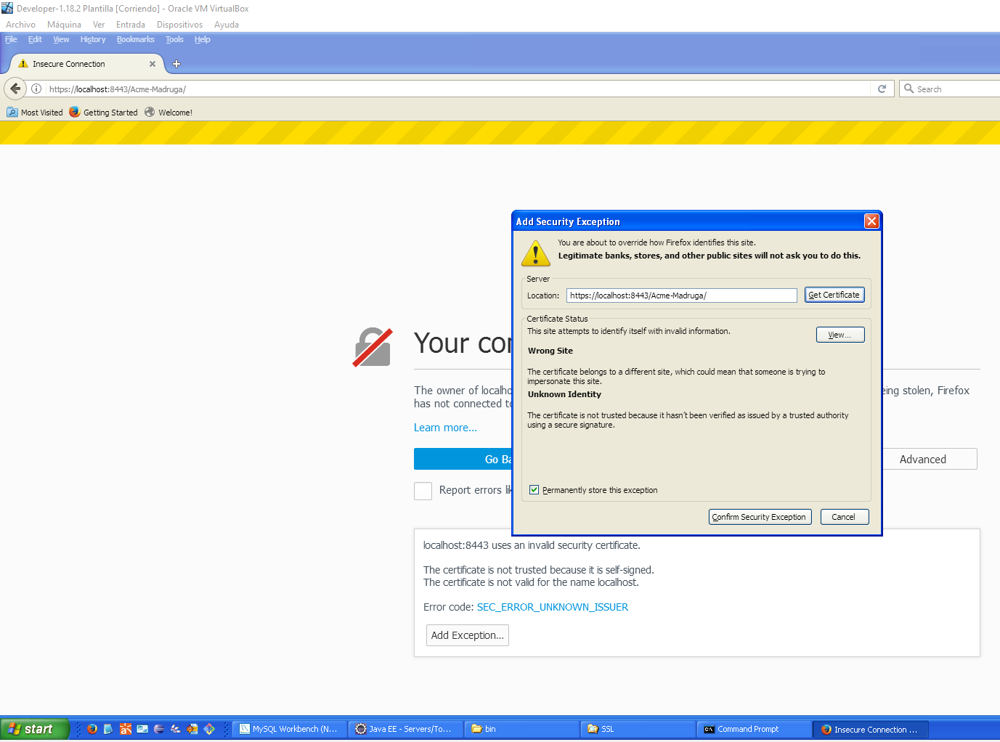 Developer-1.18.2 Plantilla [Corriendo] - Oracle VM VirtualBox
Archivo Máquina Ver Entrada Dispositivos Ayuda
File Edit View History Bookmarks Tools Help
Insecure Connection
https://localhost:8443/Acme-Madruga/
Search
Most Visited Getting Started Welcome!
Add Security Exception
You are about to override how Firefox identifies this site.
Legitimate banks, stores, and other public sites will not ask you to do this.
Server
Location: https://localhost:8443/Acme-Madruga/ Get Certificate
Certificate Status
This site attempts to identify itself with invalid information.
View...
Wrong Site
The certificate belongs to a different site, which could mean that someone is trying to
impersonate this site.
Unknown Identity
The certificate is not trusted because it hasn't been verified as issued by a trusted authority
using a secure signature.
Permanently store this exception
Confirm Security Exception Cancel
Your con
The owner of localho eing stolen, Firefox
has not connected to
Learn more...
Go Ba Advanced
Report errors lik
localhost:8443 uses an invalid security certificate.
The certificate is not trusted because it is self-signed.
The certificate is not valid for the name localhost.
Error code: SEC_ERROR_UNKNOWN_ISSUER
Add Exception...
start MySQL Workbench (N... Java EE - Servers/To... bin SSL Command Prompt Insecure Connection ...